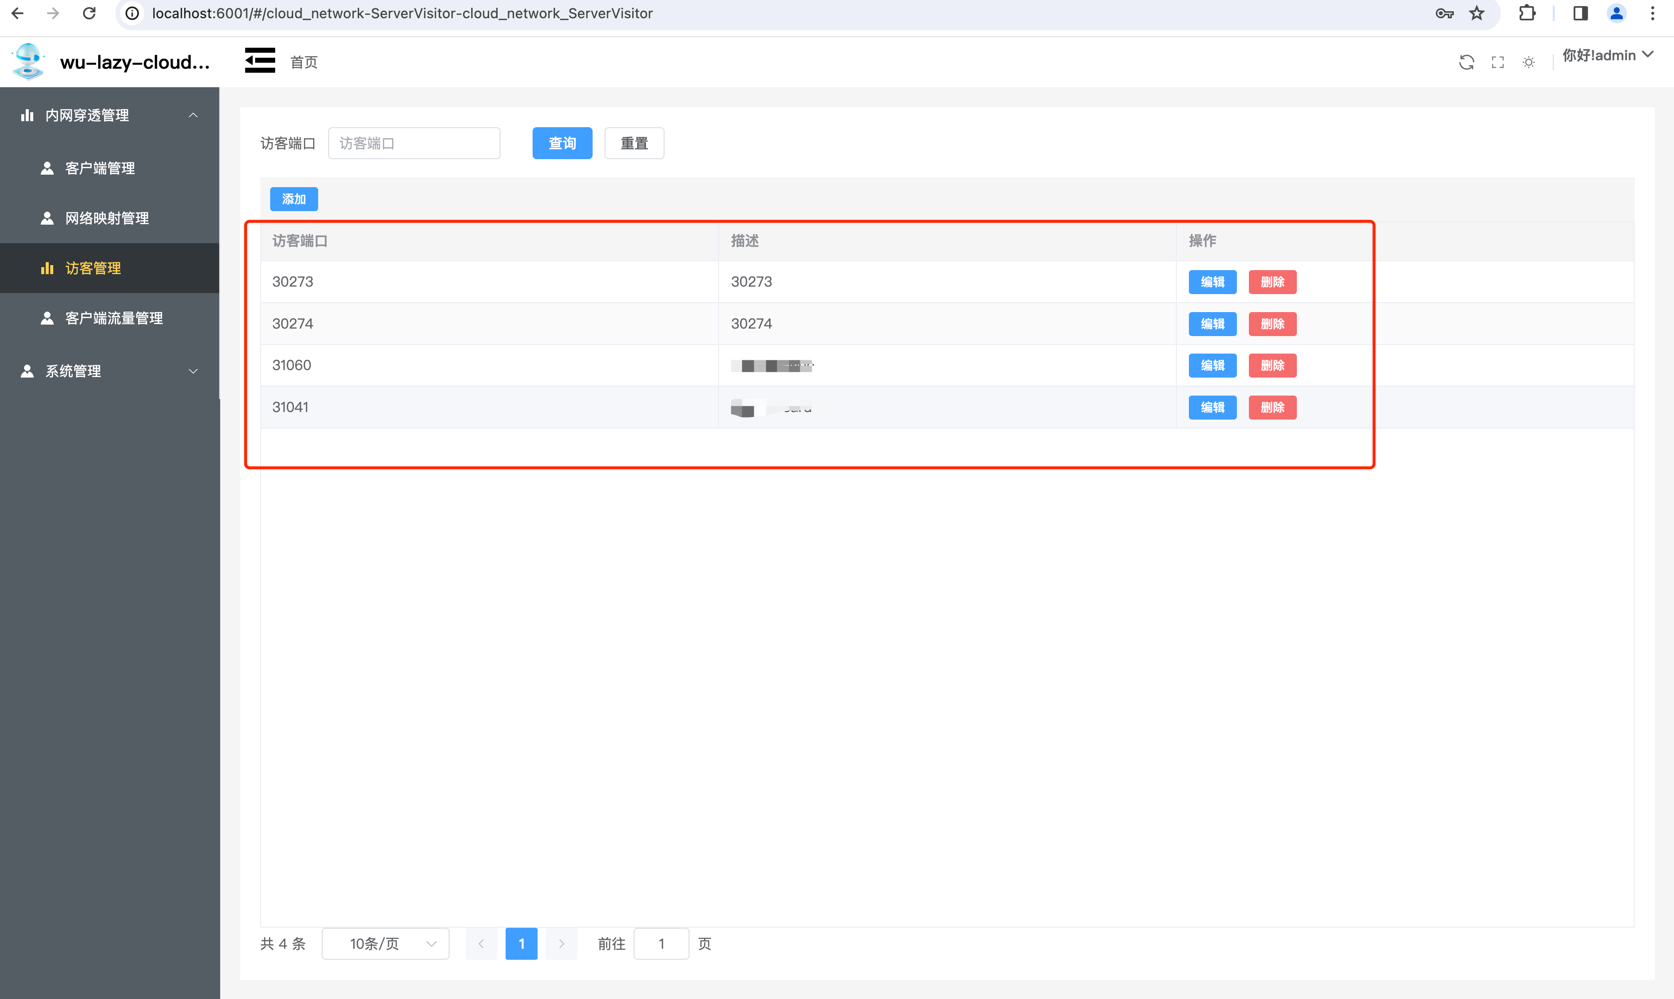 localhost:6001/#/cloud_network-ServerVisitor-cloud_network_ServerVisitor
wu-lazy-cloud...
首页
你好!admin
内网穿透管理
客户端管理
网络映射管理
访客管理
客户端流量管理
系统管理
访客端口
访客端口
查询
重置
添加
访客端口 描述 操作
30273 30273 编辑 删除
30274 30274 编辑 删除
31060 编辑 删除
31041 编辑 删除
共 4 条 10条/页 1 前往 1 页